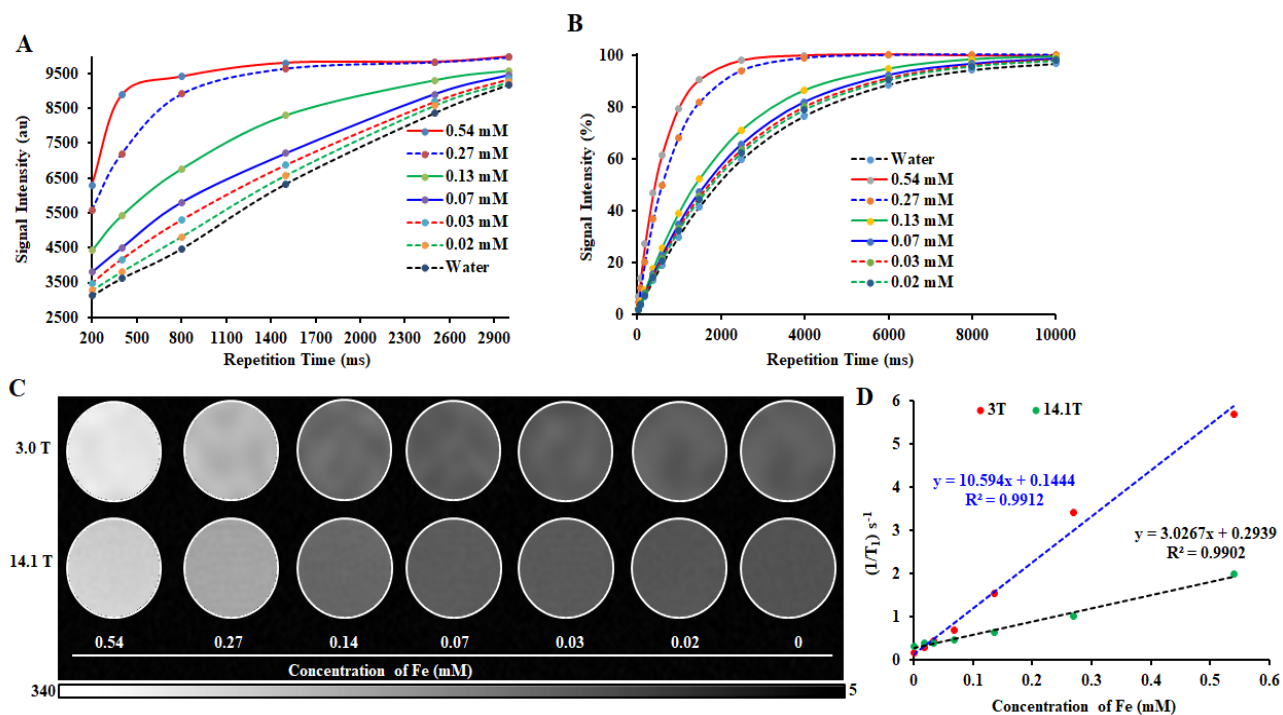 A
Signal Intensity (au)
9500
8500
7500
6500
5500
4500
3500
2500
0.54 mM
0.27 mM
0.13 mM
0.07 mM
0.03 mM
0.02 mM
Water
200 500 800 1100 1400 1700 2000 2300 2600 2900
Repetition Time (ms)
B
Signal Intensity (%)
100
80
60
40
20
0
Water
0.54 mM
0.27 mM
0.13 mM
0.07 mM
0.03 mM
0.02 mM
0 2000 4000 6000 8000 10000
Repetition Time (ms)
C
3.0 T
14.1 T
0.54 0.27 0.14 0.07 0.03 0.02 0
Concentration of Fe (mM)
340 5
D
(1/T₁) s⁻¹
6
5
4
3
2
1
0
3T 14.1T
y = 10.594x + 0.1444
R² = 0.9912
y = 3.0267x + 0.2939
R² = 0.9902
0 0.1 0.2 0.3 0.4 0.5 0.6
Concentration of Fe (mM)